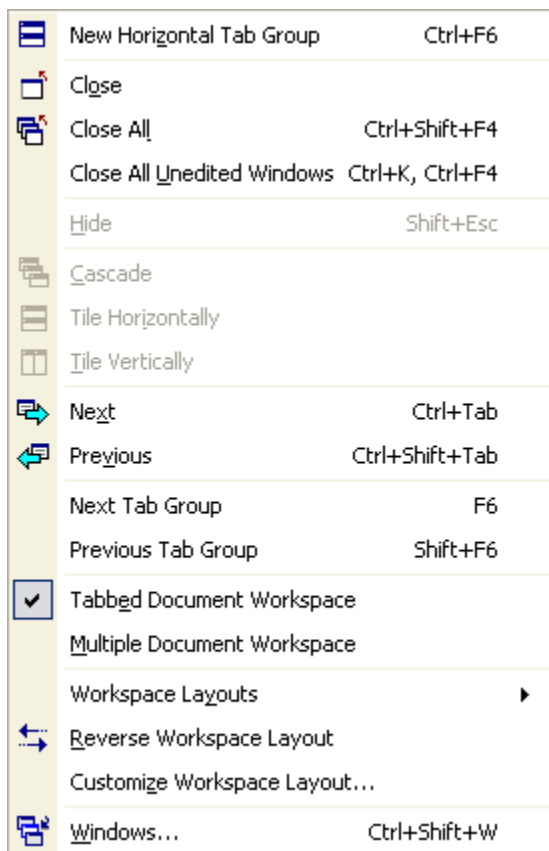 New Horizontal Tab Group Ctrl+F6
Close
Close All Ctrl+Shift+F4
Close All Unedited Windows Ctrl+K, Ctrl+F4
Hide Shift+Esc
Cascade
Tile Horizontally
Tile Vertically
Next Ctrl+Tab
Previous Ctrl+Shift+Tab
Next Tab Group F6
Previous Tab Group Shift+F6
Tabbed Document Workspace
Multiple Document Workspace
Workspace Layouts
Reverse Workspace Layout
Customize Workspace Layout...
Windows... Ctrl+Shift+W